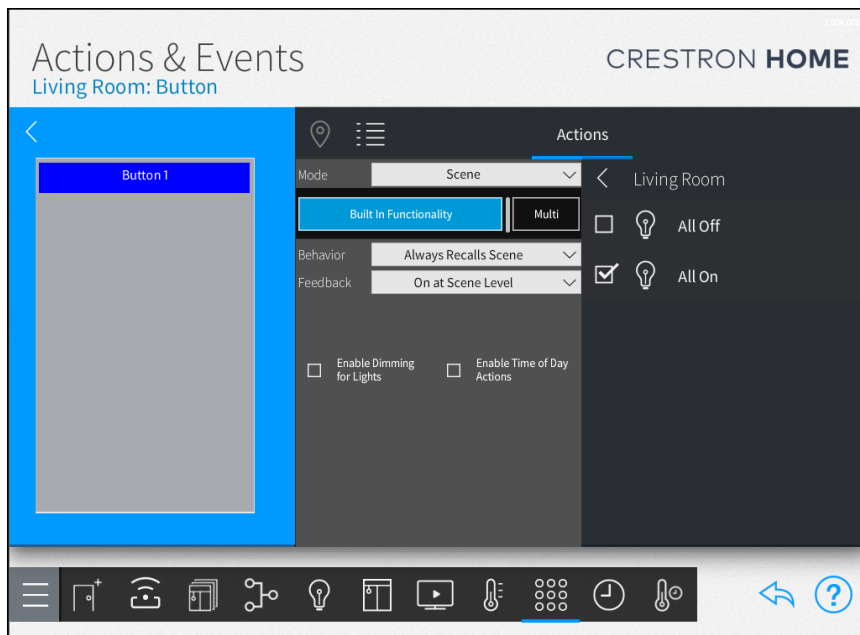 Actions & Events
CRESTRON HOME
Living Room: Button
Actions
Button 1
Mode
Scene
Living Room
Built In Functionality
Multi
All Off
Behavior
Always Recalls Scene
Feedback
On at Scene Level
All On
Enable Dimming
for Lights
Enable Time of Day
Actions
?